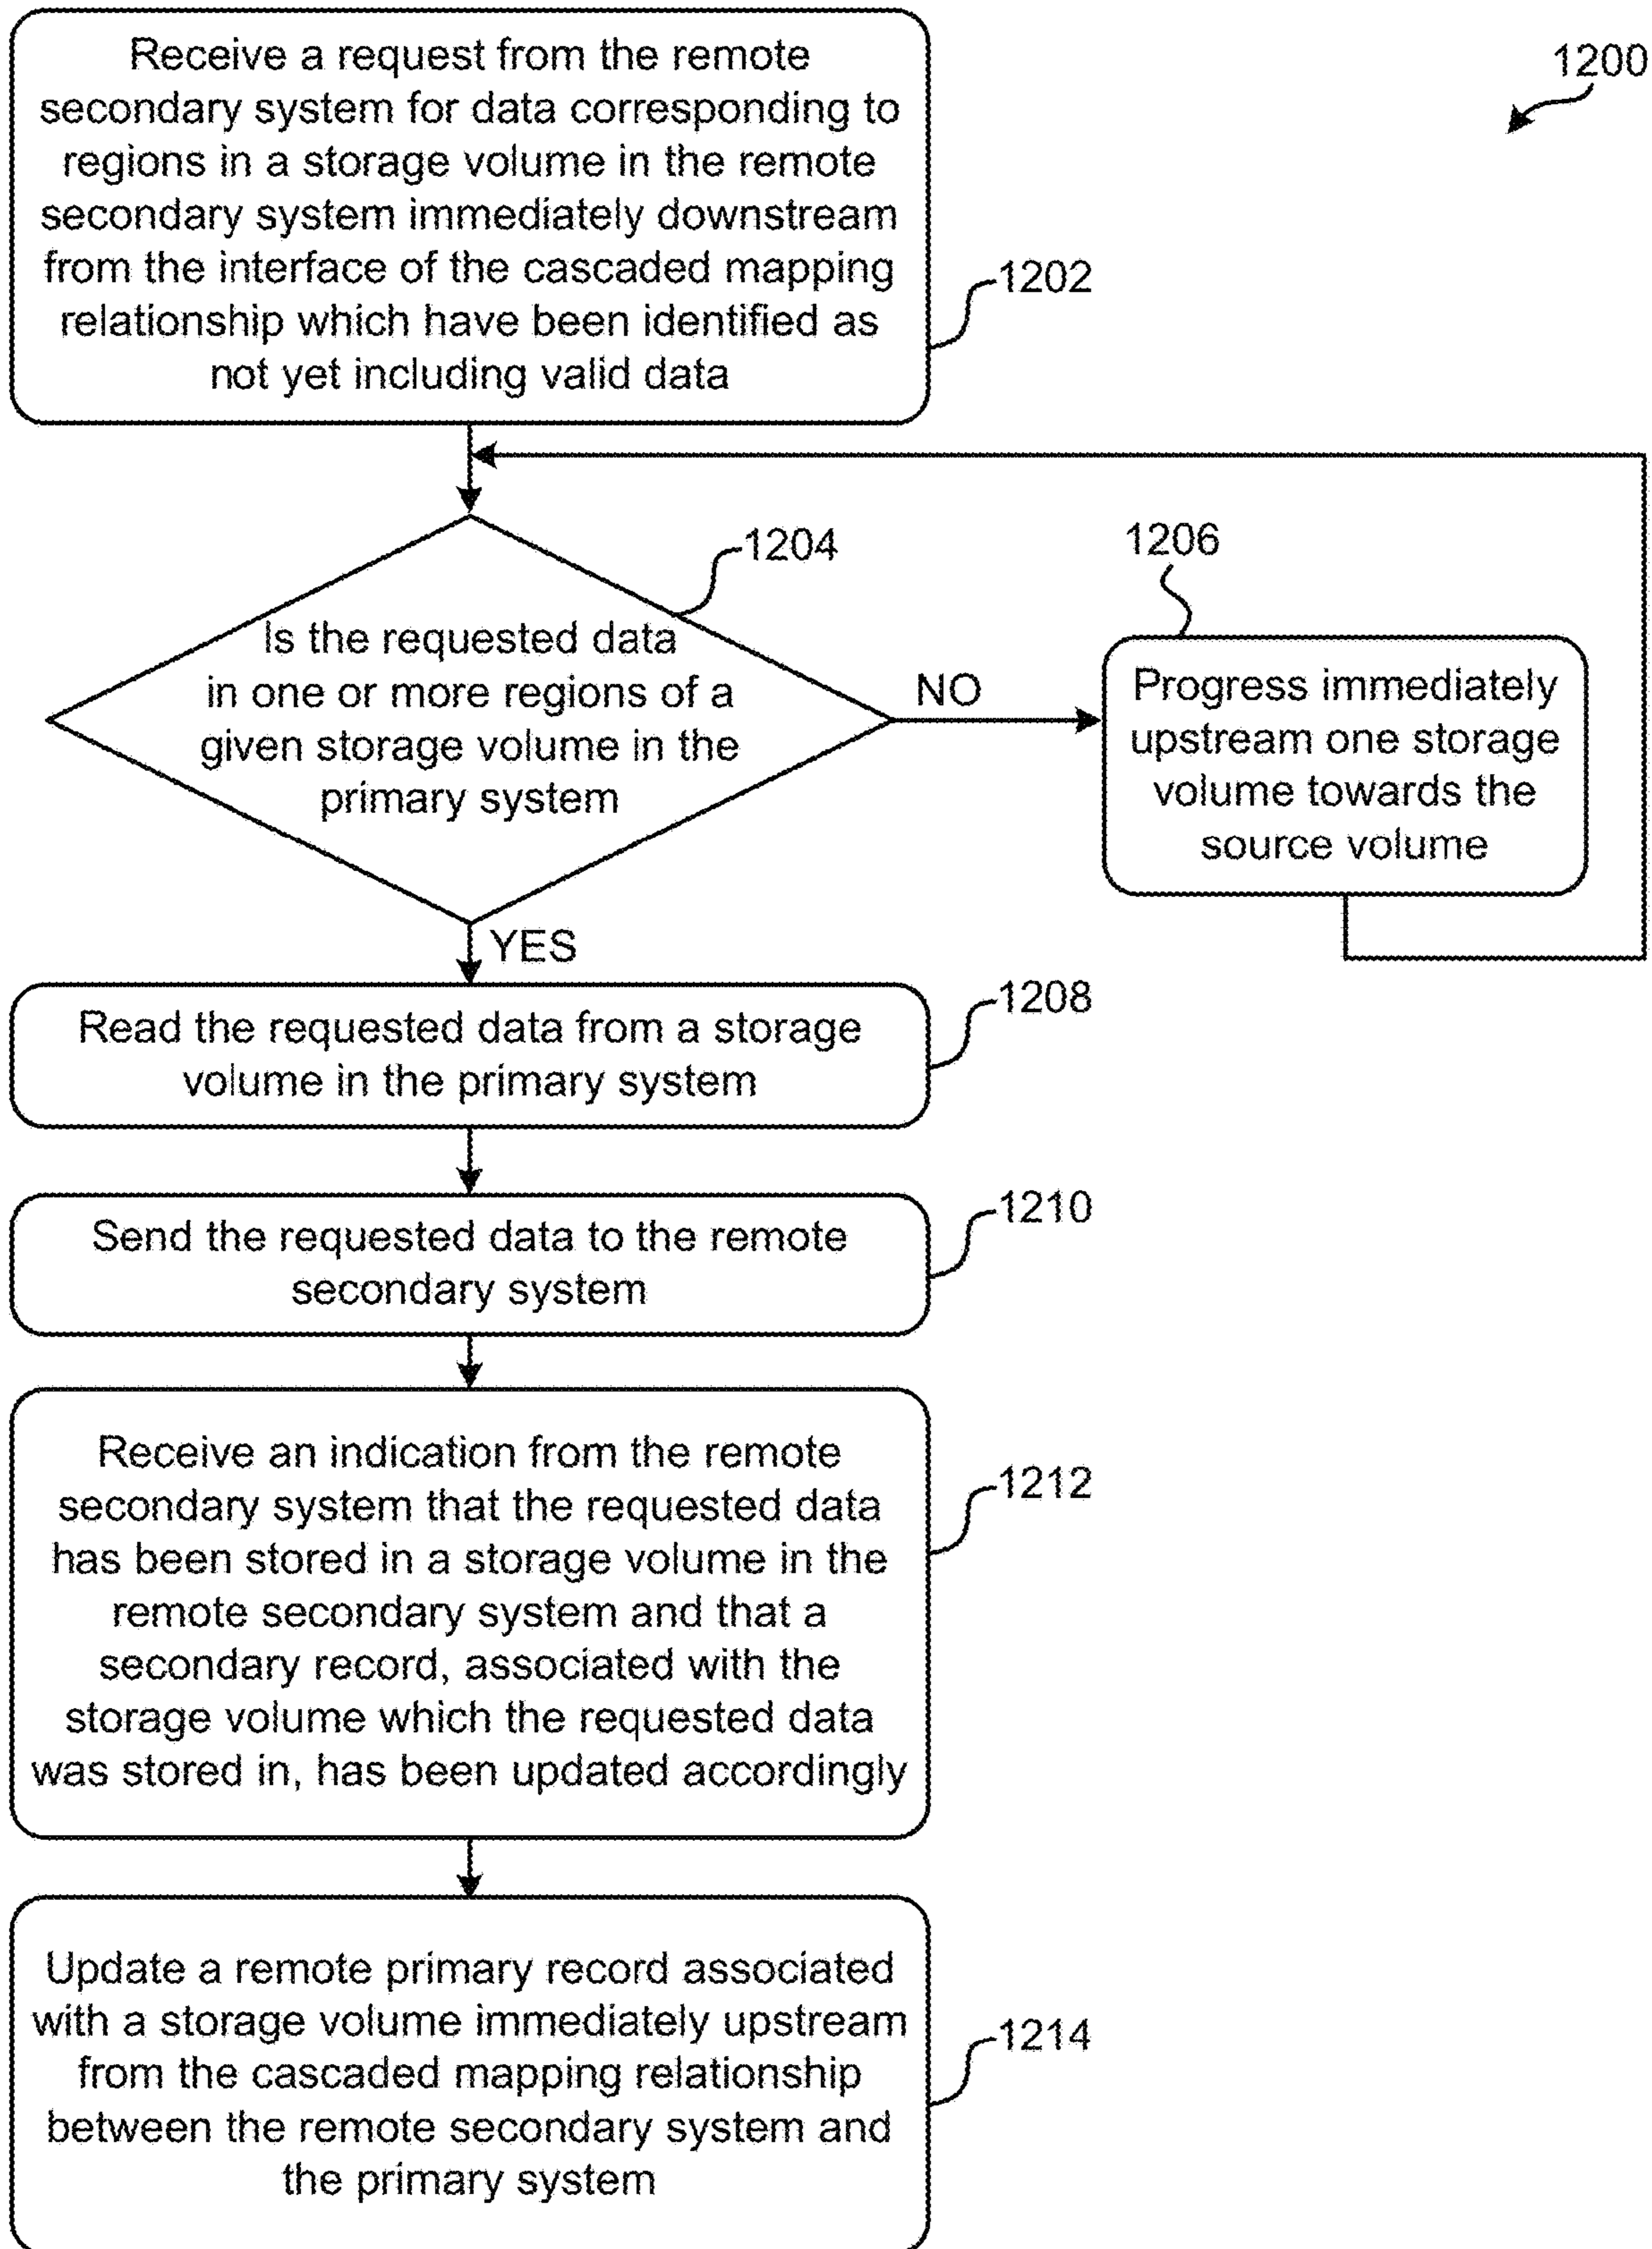 Receive a request from the remote
secondary system for data corresponding to
regions in a storage volume in the remote
secondary system immediately downstream
from the interface of the cascaded mapping
relationship which have been identified as
not yet including valid data
1200
1202
Is the requested data
in one or more regions of a
given storage volume in the
primary system
1204
NO
1206
Progress immediately
upstream one storage
volume towards the
source volume
YES
Read the requested data from a storage
volume in the primary system
1208
Send the requested data to the remote
secondary system
1210
Receive an indication from the remote
secondary system that the requested data
has been stored in a storage volume in the
remote secondary system and that a
secondary record, associated with the
storage volume which the requested data
was stored in, has been updated accordingly
1212
Update a remote primary record associated
with a storage volume immediately upstream
from the cascaded mapping relationship
between the remote secondary system and
the primary system
1214